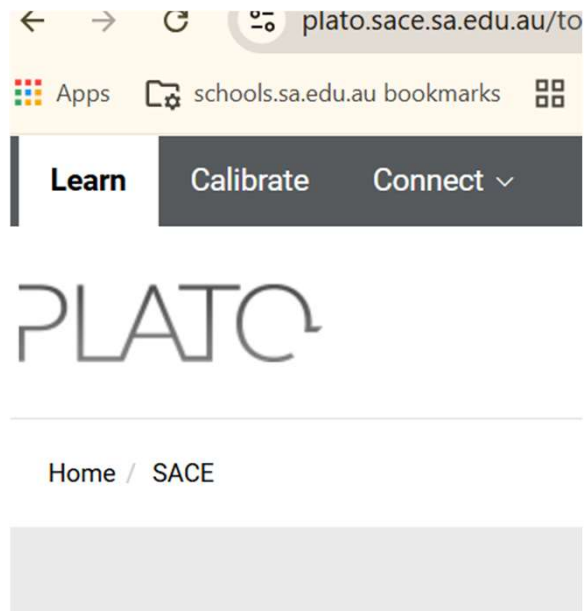 plato.sace.sa.edu.au/to
Apps schools.sa.edu.au bookmarks
Learn Calibrate Connect
PLATO
Home / SACE